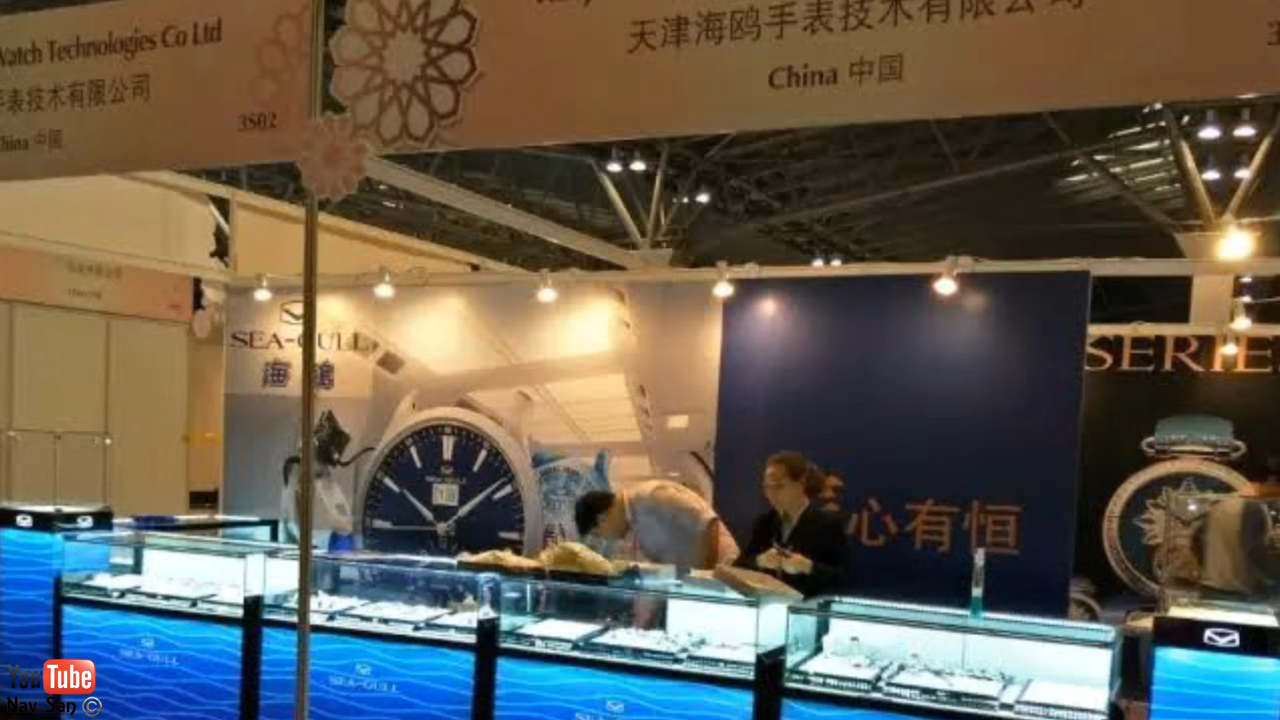 Watch Technologies Co Ltd
手表技术有限公司
China 中国
3S02
天津海鸥手表技术有限公司
China 中国
SEA-GULL
海鸥
心有恒
SERIE
SEA-GULL
SEA-GULL
YouTube
Nav San ©